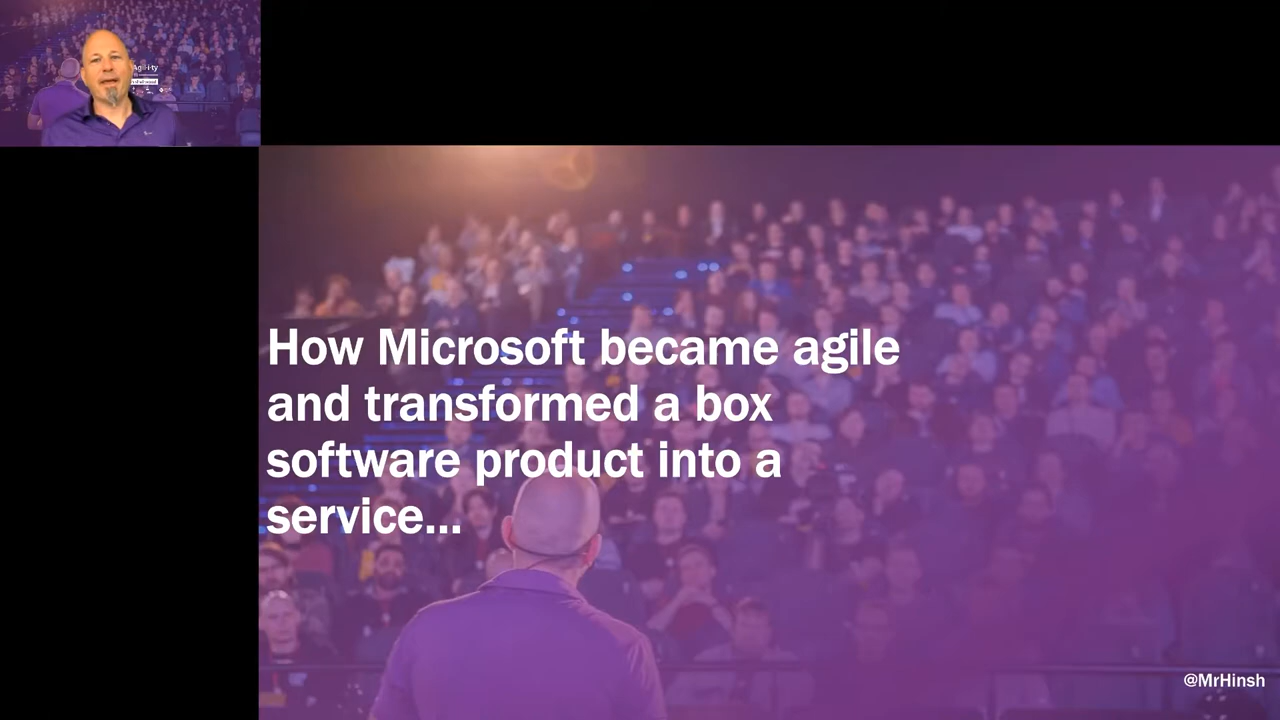 How Microsoft became agile
and transformed a box
software product into a
service...
@MrHinsh